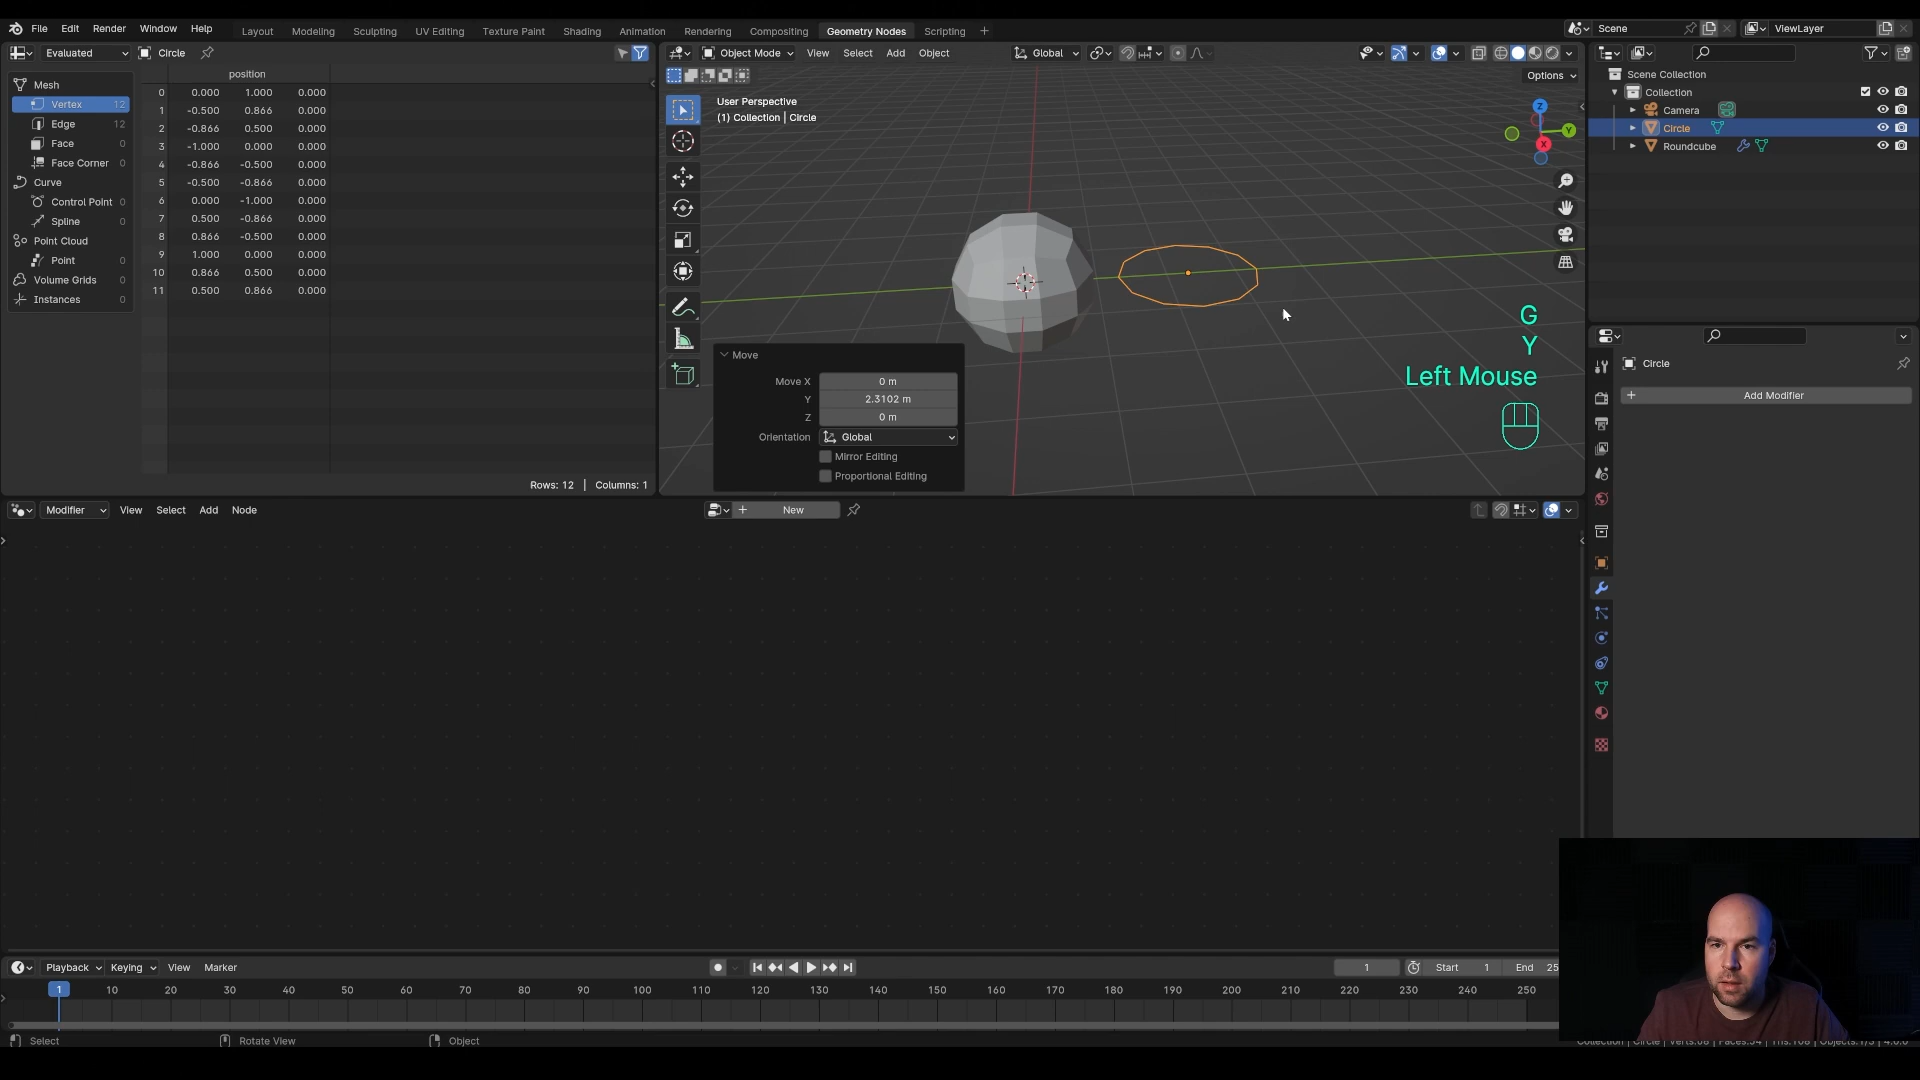 File Edit Render Window Help
Layout Modeling Sculpting UV Editing Texture Paint Shading Animation Rendering Compositing Geometry Nodes Scripting
Scene
ViewLayer
Evaluated
Circle
position
Mesh
Vertex 12
Edge 12
Face 0
Face Corner 0
Curve
Control Point 0
Spline 0
Point Cloud
Point 0
Volume Grids 0
Instances 0
0 0.000 1.000 0.000
1 -0.500 0.866 0.000
2 -0.866 0.500 0.000
3 -1.000 0.000 0.000
4 -0.866 -0.500 0.000
5 -0.500 -0.866 0.000
6 0.000 -1.000 0.000
7 0.500 -0.866 0.000
8 0.866 -0.500 0.000
9 1.000 0.000 0.000
10 0.866 0.500 0.000
11 0.500 0.866 0.000
Rows: 12 | Columns: 1
Object Mode View Select Add Object
Global
Options
User Perspective
(1) Collection | Circle
Z
Y
X
G
Y
Left Mouse
Move
Move X 0 m
Y 2.3102 m
Z 0 m
Orientation Global
Mirror Editing
Proportional Editing
Scene Collection
Collection
Camera
Circle
Roundcube
Circle
Add Modifier
Modifier View Select Add Node
New
Playback Keying View Marker
1
Start 1
End 25
1 10 20 30 40 50 60 70 80 90 100 110 120 130 140 150 160 170 180 190 200 210 220 230 240 250
Select
Rotate View
Object